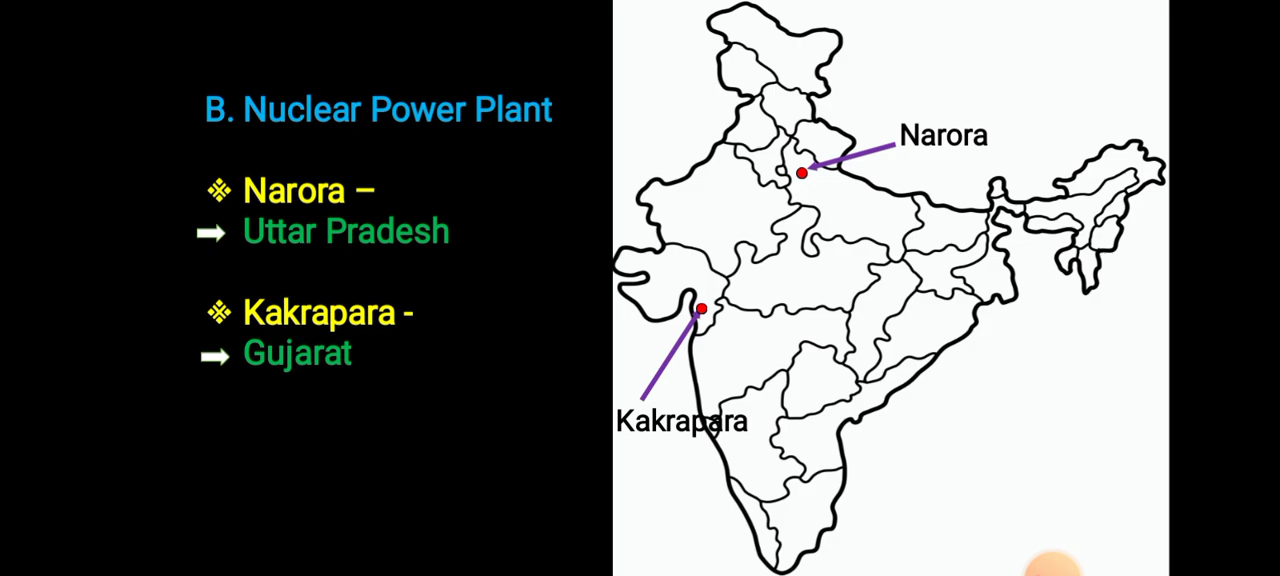 B. Nuclear Power Plant
Narora –
Uttar Pradesh
Kakrapara -
Gujarat
Narora
Kakrapara